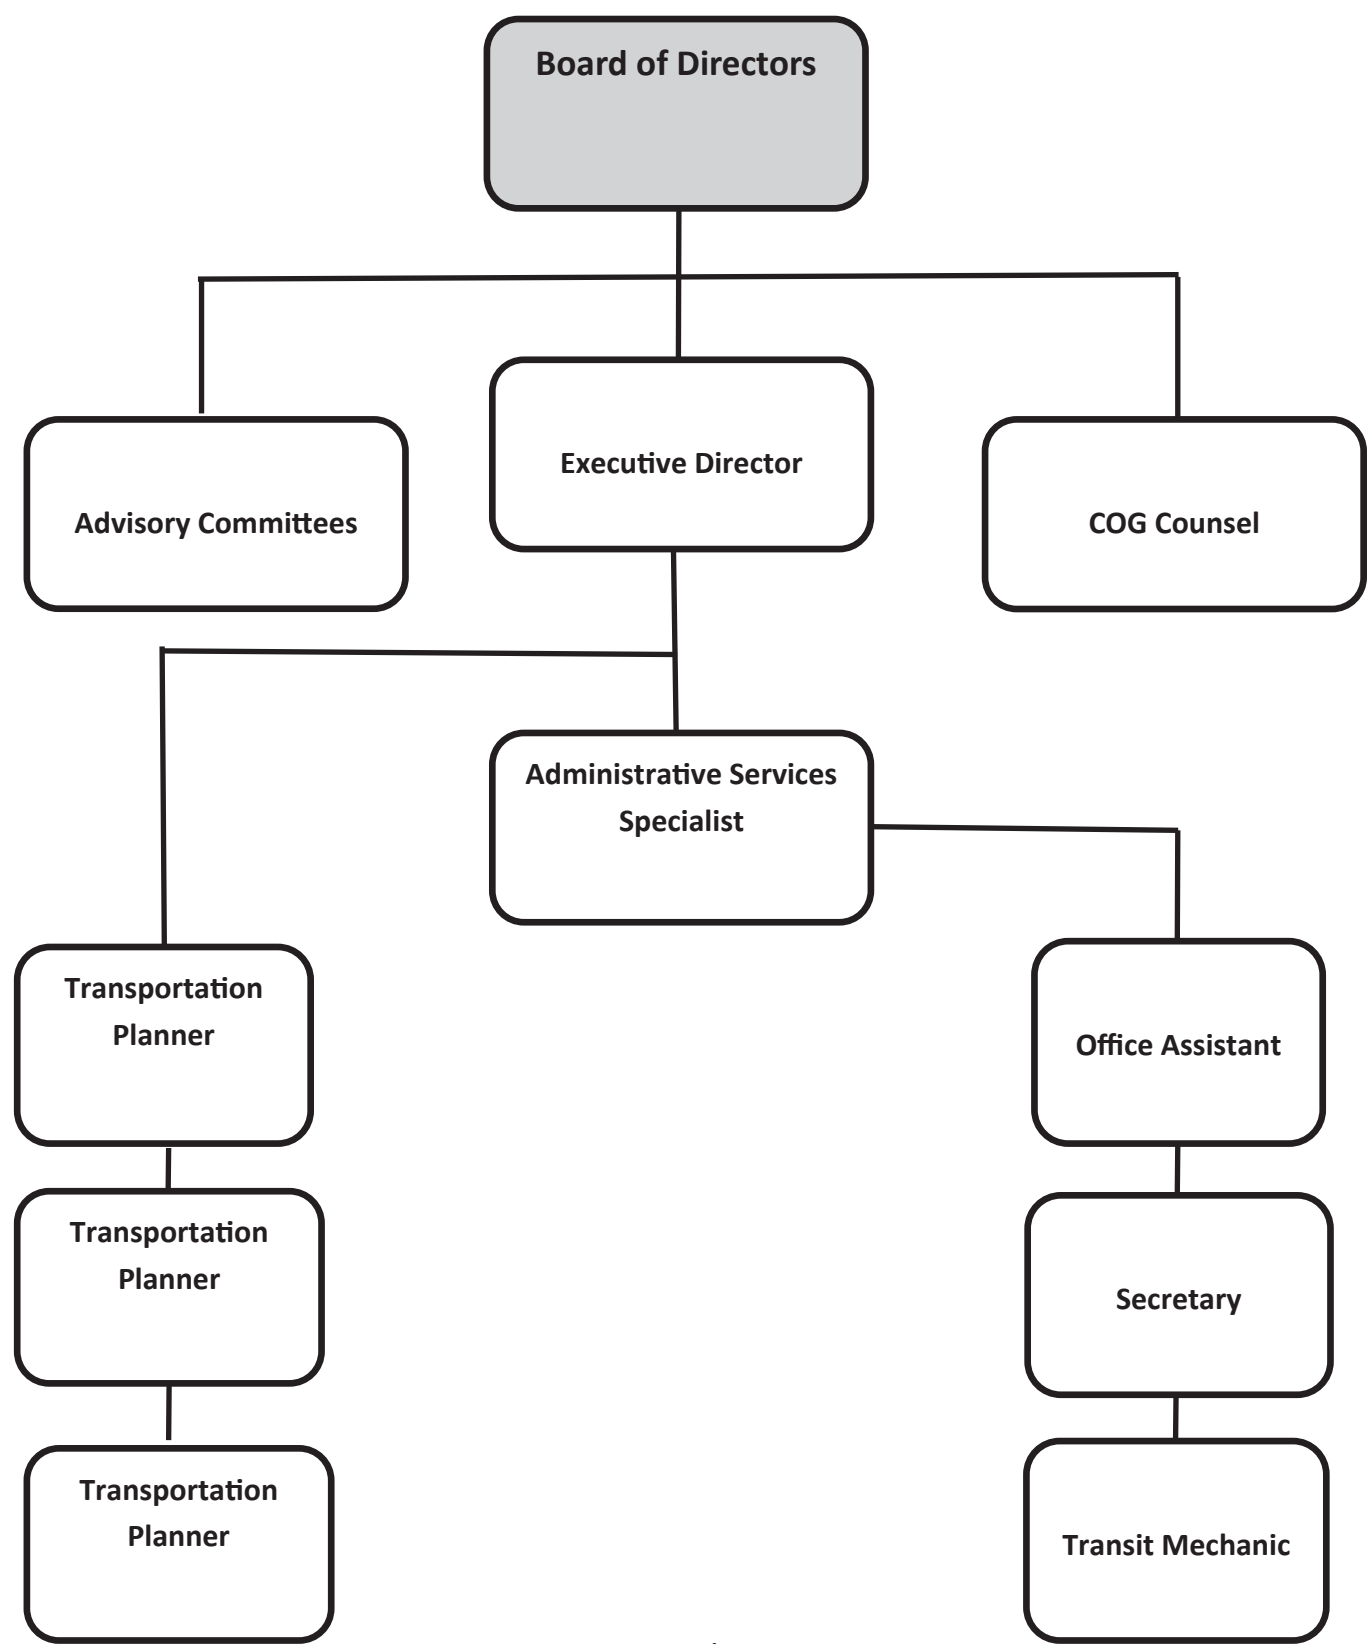 Board of Directors
Executive Director
Advisory Committees
COG Counsel
Administrative Services
Specialist
Transportation
Planner
Office Assistant
Transportation
Planner
Secretary
Transportation
Planner
Transit Mechanic